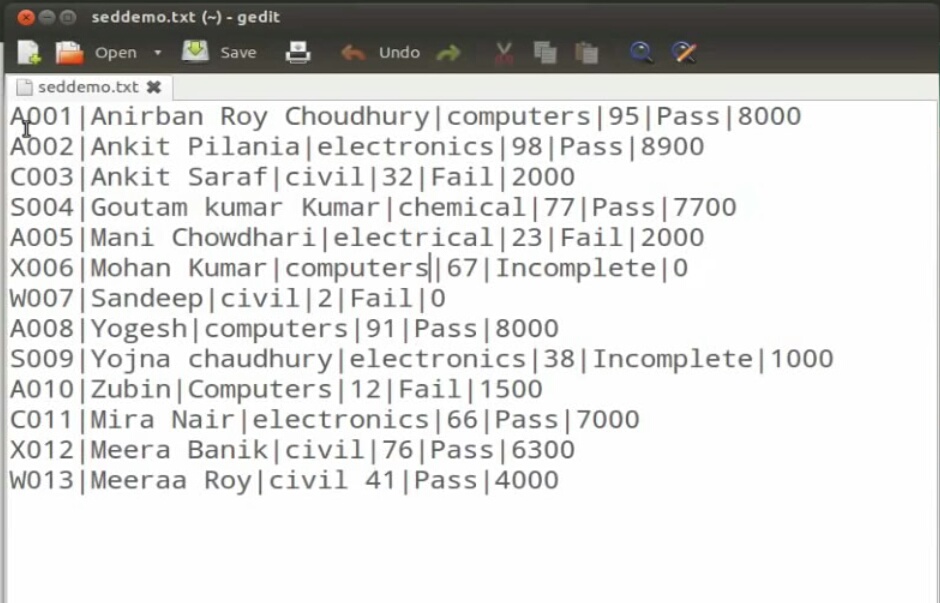 seddemo.txt (~) - gedit
Open Save Undo
seddemo.txt
A001|Anirban Roy Choudhury|computers|95|Pass|8000
A002|Ankit Pilania|electronics|98|Pass|8900
C003|Ankit Saraf|civil|32|Fail|2000
S004|Goutam kumar Kumar|chemical|77|Pass|7700
A005|Mani Chowdhari|electrical|23|Fail|2000
X006|Mohan Kumar|computers|67|Incomplete|0
W007|Sandeep|civil|2|Fail|0
A008|Yogesh|computers|91|Pass|8000
S009|Yojna chaudhury|electronics|38|Incomplete|1000
A010|Zubin|Computers|12|Fail|1500
C011|Mira Nair|electronics|66|Pass|7000
X012|Meera Banik|civil|76|Pass|6300
W013|Meeraa Roy|civil 41|Pass|4000